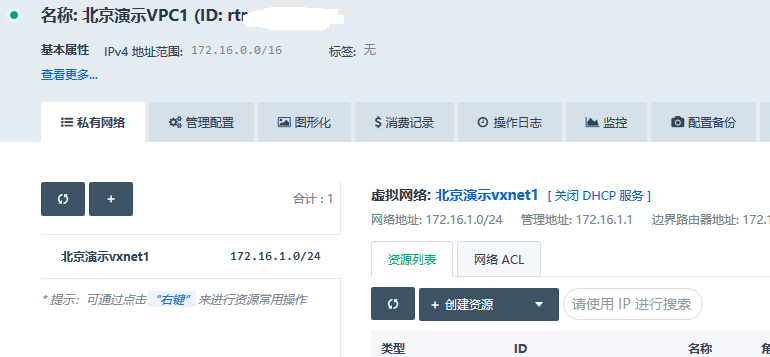 名称: 北京演示VPC1 (ID: rtr
基本属性 IPv4 地址范围: 172.16.0.0/16 标签: 无
查看更多...
私有网络 管理配置 图形化 $ 消费记录 操作日志 监控 配置备份
合计 : 1
北京演示vxnet1 172.16.1.0/24
* 提示：可通过点击 “右键” 来进行资源常用操作
虚拟网络: 北京演示vxnet1 [ 关闭 DHCP 服务 ]
网络地址: 172.16.1.0/24 管理地址: 172.16.1.1 边界路由器地址: 172.1
资源列表 网络 ACL
+ 创建资源 请使用 IP 进行搜索
类型 ID 名称 角